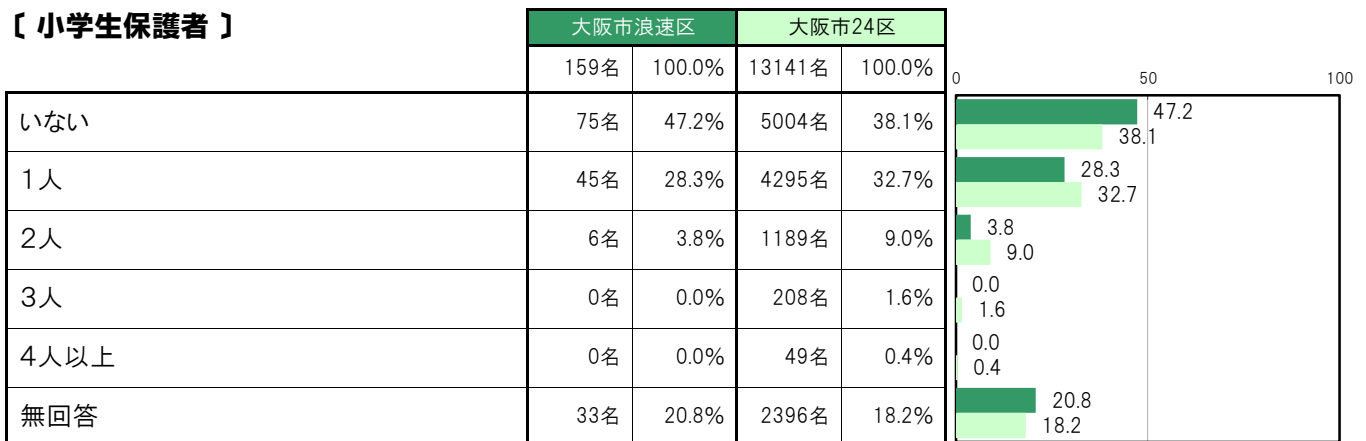 〔 小学生保護者 〕
大阪市浪速区 大阪市24区
159名 100.0% 13141名 100.0%
0 50 100
いない 75名 47.2% 5004名 38.1%
47.2
38.1
1人 45名 28.3% 4295名 32.7%
28.3
32.7
2人 6名 3.8% 1189名 9.0%
3.8
9.0
3人 0名 0.0% 208名 1.6%
0.0
1.6
4人以上 0名 0.0% 49名 0.4%
0.0
0.4
無回答 33名 20.8% 2396名 18.2%
20.8
18.2